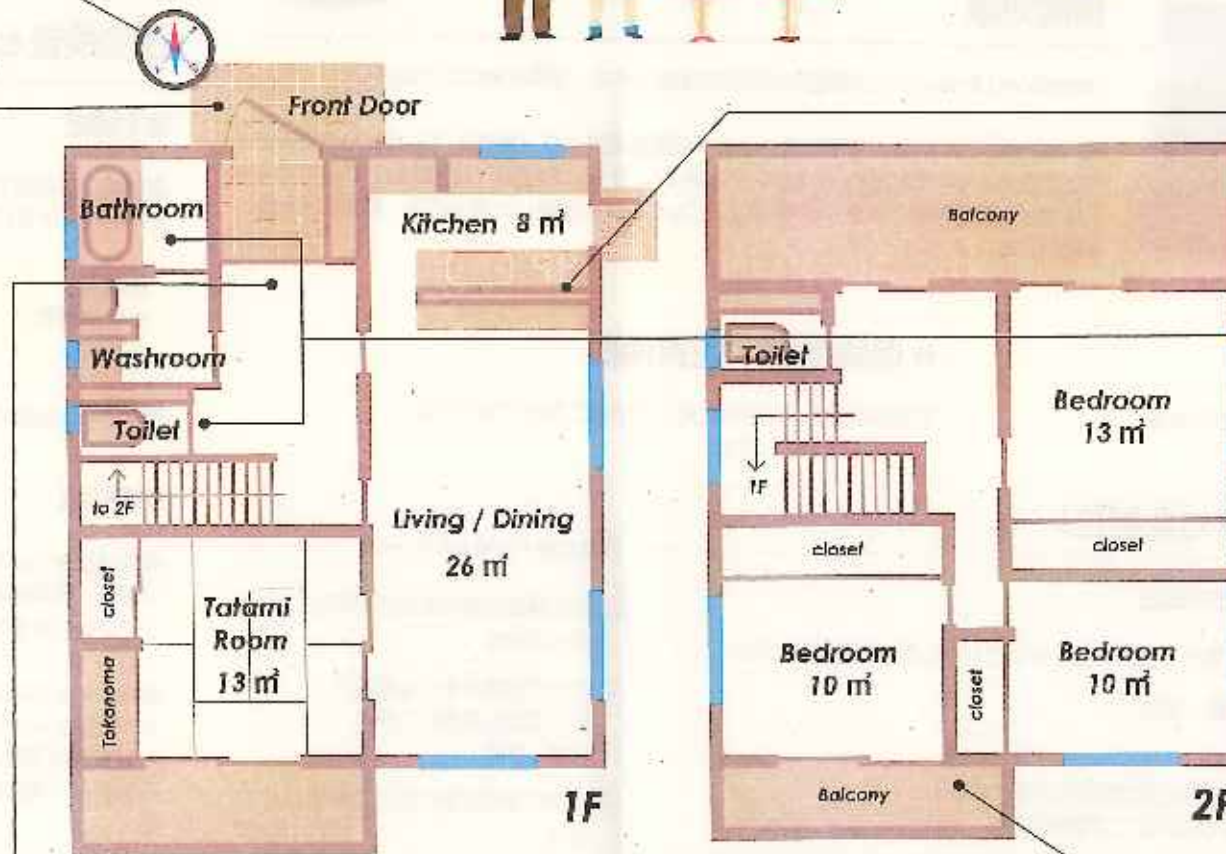 Front Door
Bathroom
Kitchen 8 ㎡
Washroom
Toilet
to 2F
Living / Dining
26 ㎡
closet
Tatami
Room
13 ㎡
Tokonoma
1F
Balcony
Toilet
Bedroom
13 ㎡
1F
closet
closet
Bedroom
10 ㎡
closet
Bedroom
10 ㎡
Balcony
2F